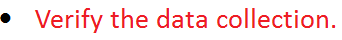 • Verify the data collection.